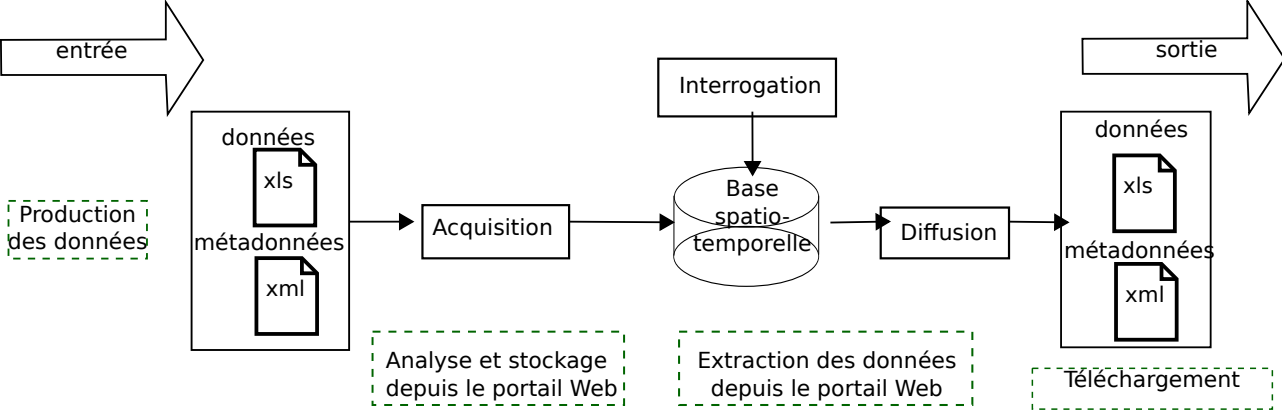 entrée
sortie
Interrogation
données
xls
métadonnées
xml
Production
des données
Acquisition
Base
spatio-
temporelle
Diffusion
données
xls
métadonnées
xml
Analyse et stockage
depuis le portail Web
Extraction des données
depuis le portail Web
Téléchargement